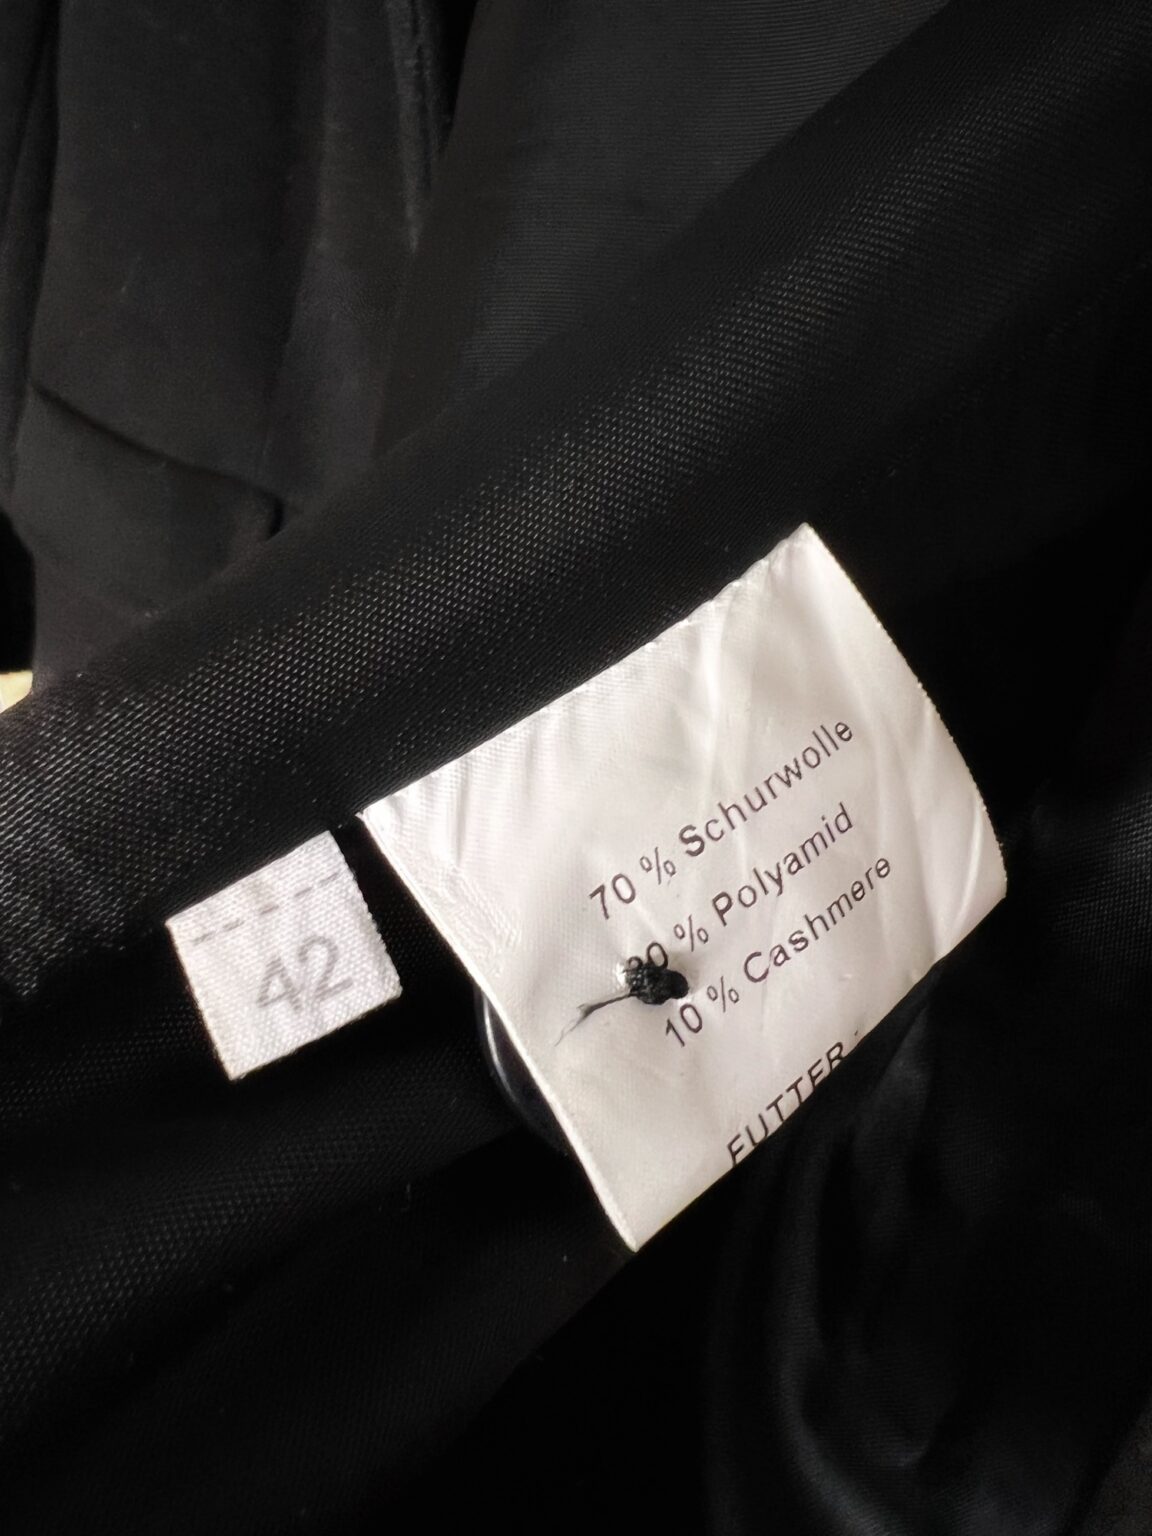 42
70 % Schurwolle
% Polyamid
10 % Cashmere
FUTTER